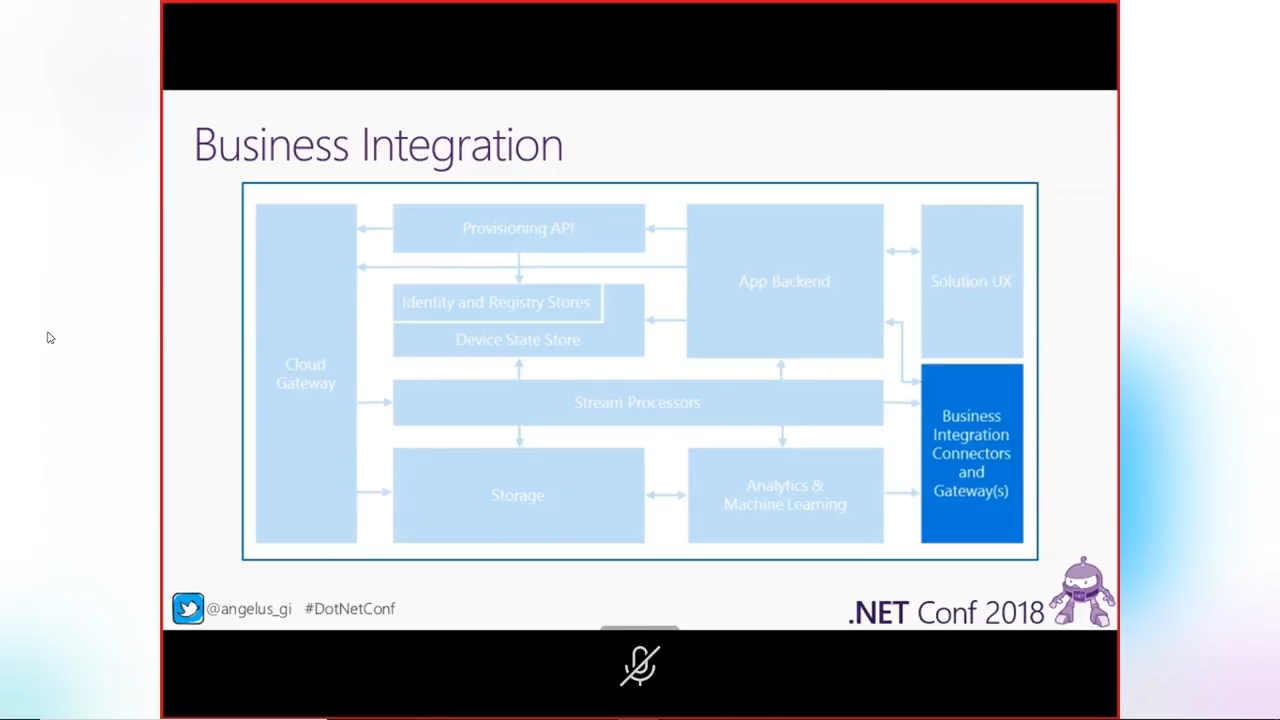 Business Integration
Provisioning API
App Backend
Solution UX
Identity and Registry Stores
Device State Store
Cloud
Gateway
Stream Processors
Business
Integration
Connectors
and
Gateway(s)
Storage
Analytics &
Machine Learning
@angelus_gi #DotNetConf
.NET Conf 2018